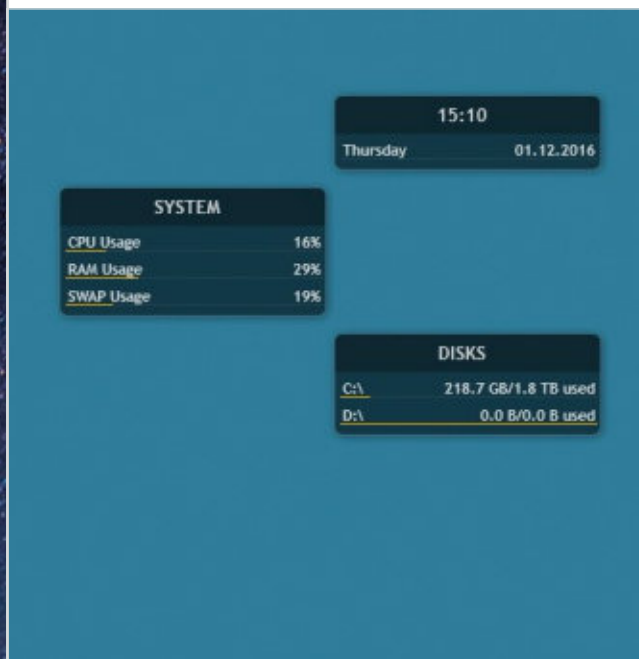 15:10
Thursday 01.12.2016
SYSTEM
CPU Usage 16%
RAM Usage 29%
SWAP Usage 19%
DISKS
C:\ 218.7 GB/1.8 TB used
D:\ 0.0 B/0.0 B used